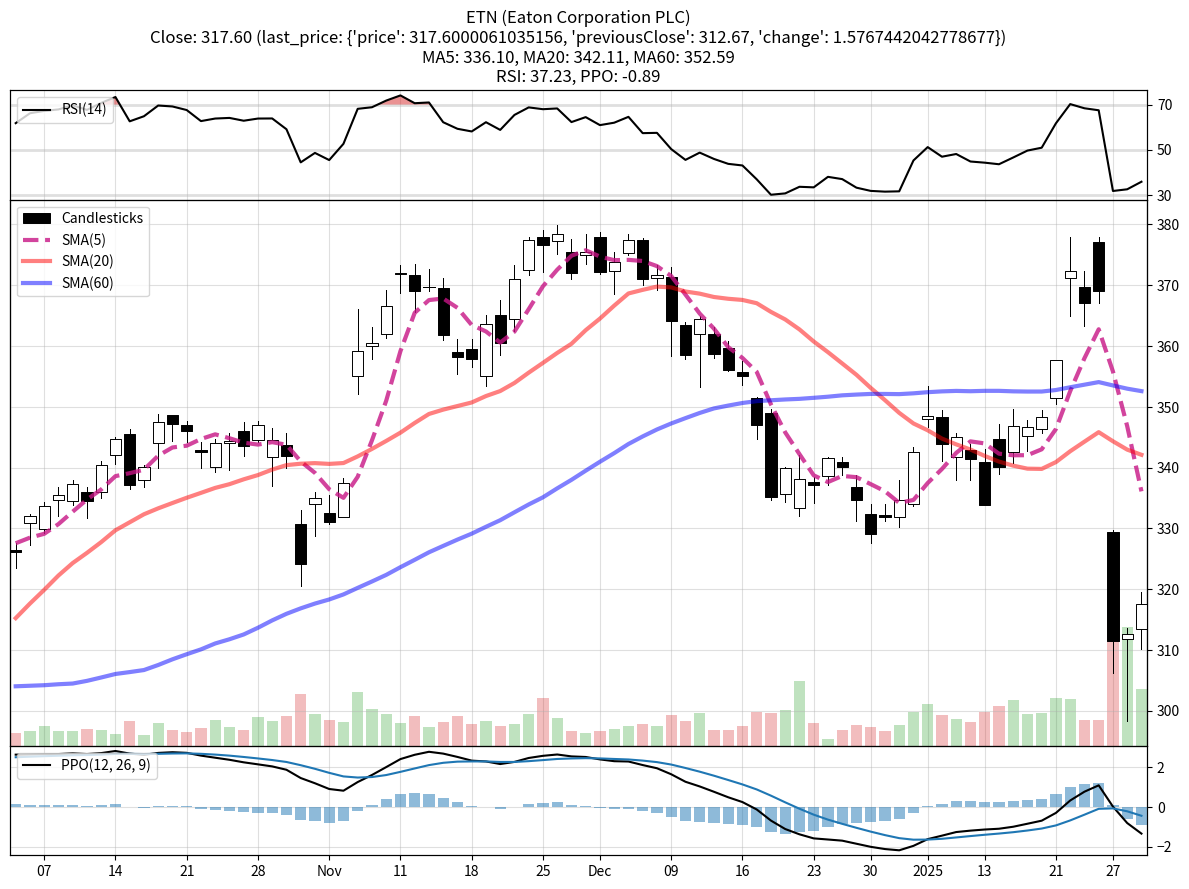 ETN (Eaton Corporation PLC)
Close: 317.60 (last_price: {'price': 317.6000061035156, 'previousClose': 312.67, 'change': 1.5767442042778677})
MA5: 336.10, MA20: 342.11, MA60: 352.59
RSI: 37.23, PPO: -0.89
RSI(14)
70
50
30
Candlesticks
SMA(5)
SMA(20)
SMA(60)
380
370
360
350
340
330
320
310
300
PPO(12, 26, 9)
2
0
−2
07 14 21 28 Nov 11 18 25 Dec 09 16 23 30 2025 13 21 27